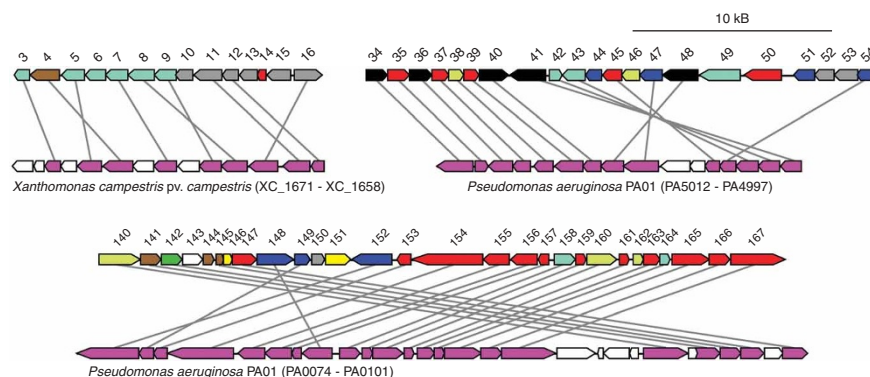 10 kB
3 4 5 6 7 8 9 10 11 12 13 14 15 16
34 35 36 37 38 39 40 41 42 43 44 45 46 47 48 49 50 51 52 53 54
Xanthomonas campestris pv. campestris (XC_1671 - XC_1658)
Pseudomonas aeruginosa PA01 (PA5012 - PA4997)
140 141 142 143 144 145 146 147 148 149 150 151 152 153 154 155 156 157 158 159 160 161 162 163 164 165 166 167
Pseudomonas aeruginosa PA01 (PA0074 - PA0101)